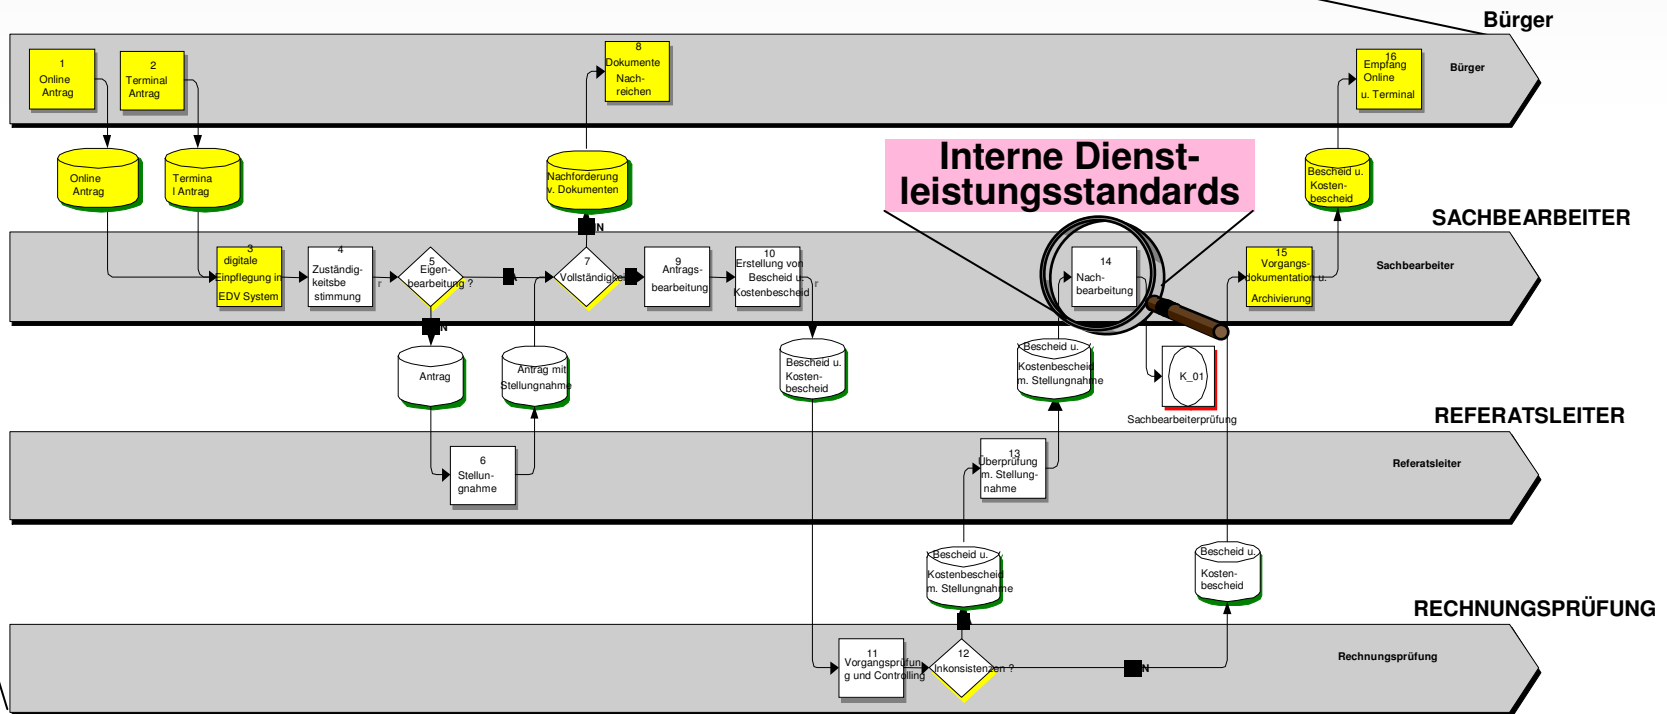 Bürger
1
Online
Antrag
2
Terminal
Antrag
8
Dokumente
Nach-
reichen
16
Empfang
Online
u. Terminal
Bürger
Online
Antrag
Termina
l Antrag
Nachforderung
v. Dokumenten
Interne Dienst-
leistungsstandards
Bescheid u.
Kosten-
bescheid
SACHBEARBEITER
3
digitale
Einpflegung in
EDV System
4
Zuständig-
keitsbe
stimmung
r
5
Eigen-
bearbeitung ?
A
N
7
Vollständigkeit
N
9
Antrags-
bearbeitung
10
Erstellung von
Bescheid u.
Kostenbescheid
r
14
Nach-
bearbeitung
15
Vorgangs-
dokumentation u.
Archivierung
Sachbearbeiter
Antrag
Antrag mit
Stellungnahme
Bescheid u.
Kosten-
bescheid
Bescheid u.
Kostenbescheid
m. Stellungnahme
K_01
Sachbearbeiterprüfung
REFERATSLEITER
6
Stellun-
gnahme
13
Überprüfung
m. Stellung-
nahme
Referatsleiter
Bescheid u.
Kostenbescheid
m. Stellungnahme
Bescheid u.
Kosten-
bescheid
RECHNUNGSPRÜFUNG
11
Vorgangsprüfun
g und Controlling
12
Inkonsistenzen ?
N
Rechnungsprüfung